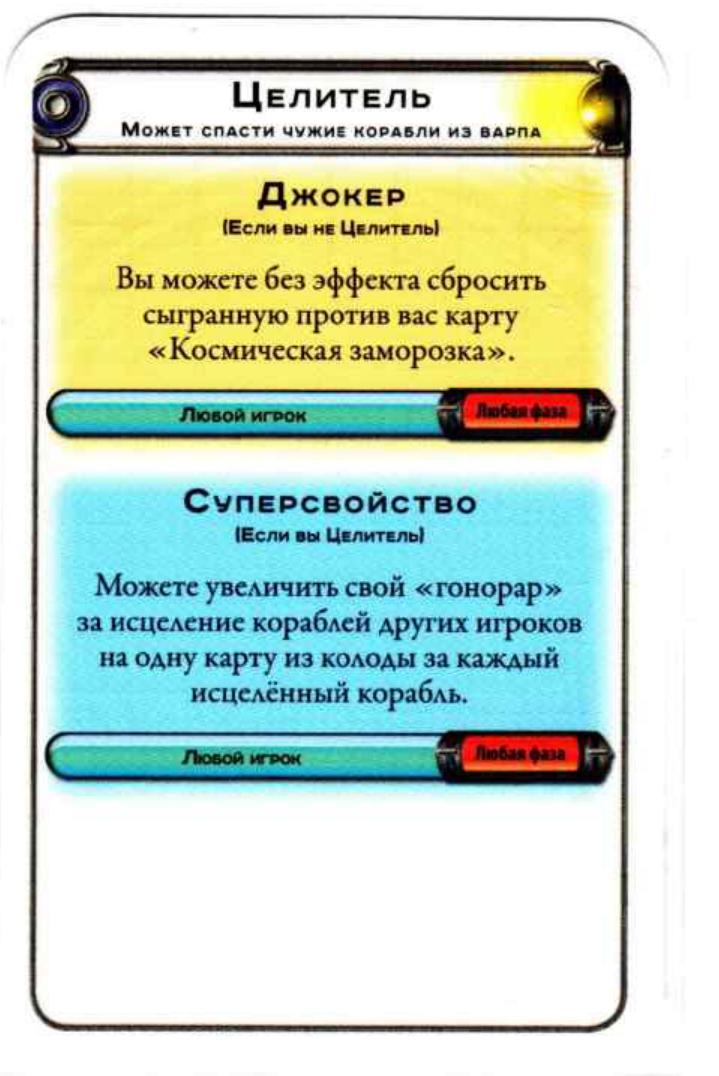 Целитель
Может спасти чужие корабли из варпа
Джокер
(Если вы не Целитель)
Вы можете без эффекта сбросить
сыгранную против вас карту
«Космическая заморозка».
Любой игрок
Любая фаза
Суперсвойство
(Если вы Целитель)
Можете увеличить свой «гонорар»
за исцеление кораблей других игроков
на одну карту из колоды за каждый
исцелённый корабль.
Любой игрок
Любая фаза